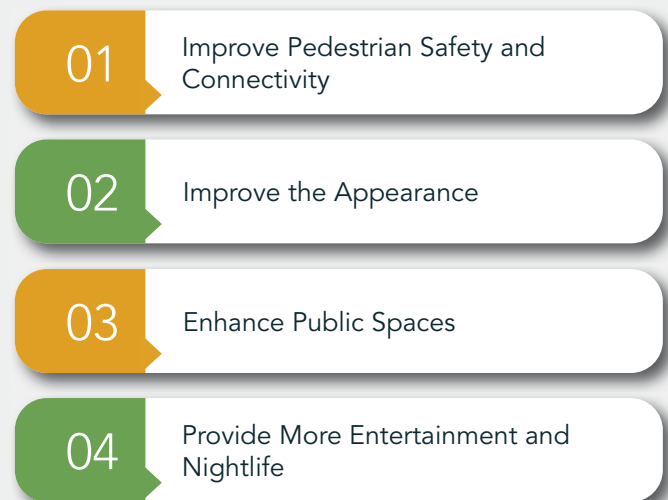 01
Improve Pedestrian Safety and
Connectivity
02
Improve the Appearance
03
Enhance Public Spaces
04
Provide More Entertainment and
Nightlife